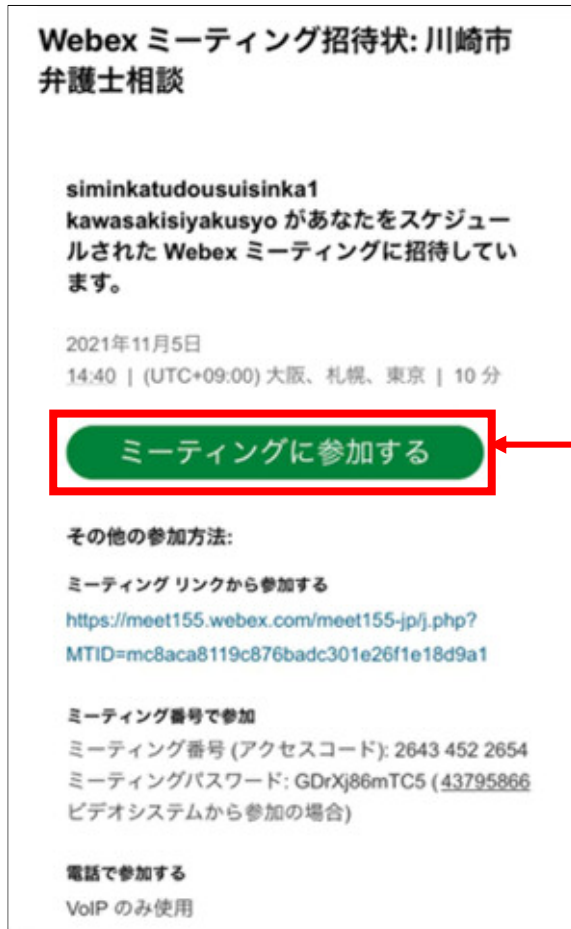 Webex ミーティング招待状: 川崎市
弁護士相談
siminkatudousuisinka1
kawasakisiyakusyo があなたをスケジュー
ルされた Webex ミーティングに招待してい
ます。
2021年11月5日
14:40 | (UTC+09:00) 大阪、札幌、東京 | 10 分
ミーティングに参加する
その他の参加方法:
ミーティング リンクから参加する
https://meet155.webex.com/meet155-jp/j.php?
MTID=mc8aca8119c876badc301e26f1e18d9a1
ミーティング番号で参加
ミーティング番号 (アクセスコード): 2643 452 2654
ミーティングパスワード: GDrXj86mTC5 (43795866
ビデオシステムから参加の場合)
電話で参加する
VoIP のみ使用